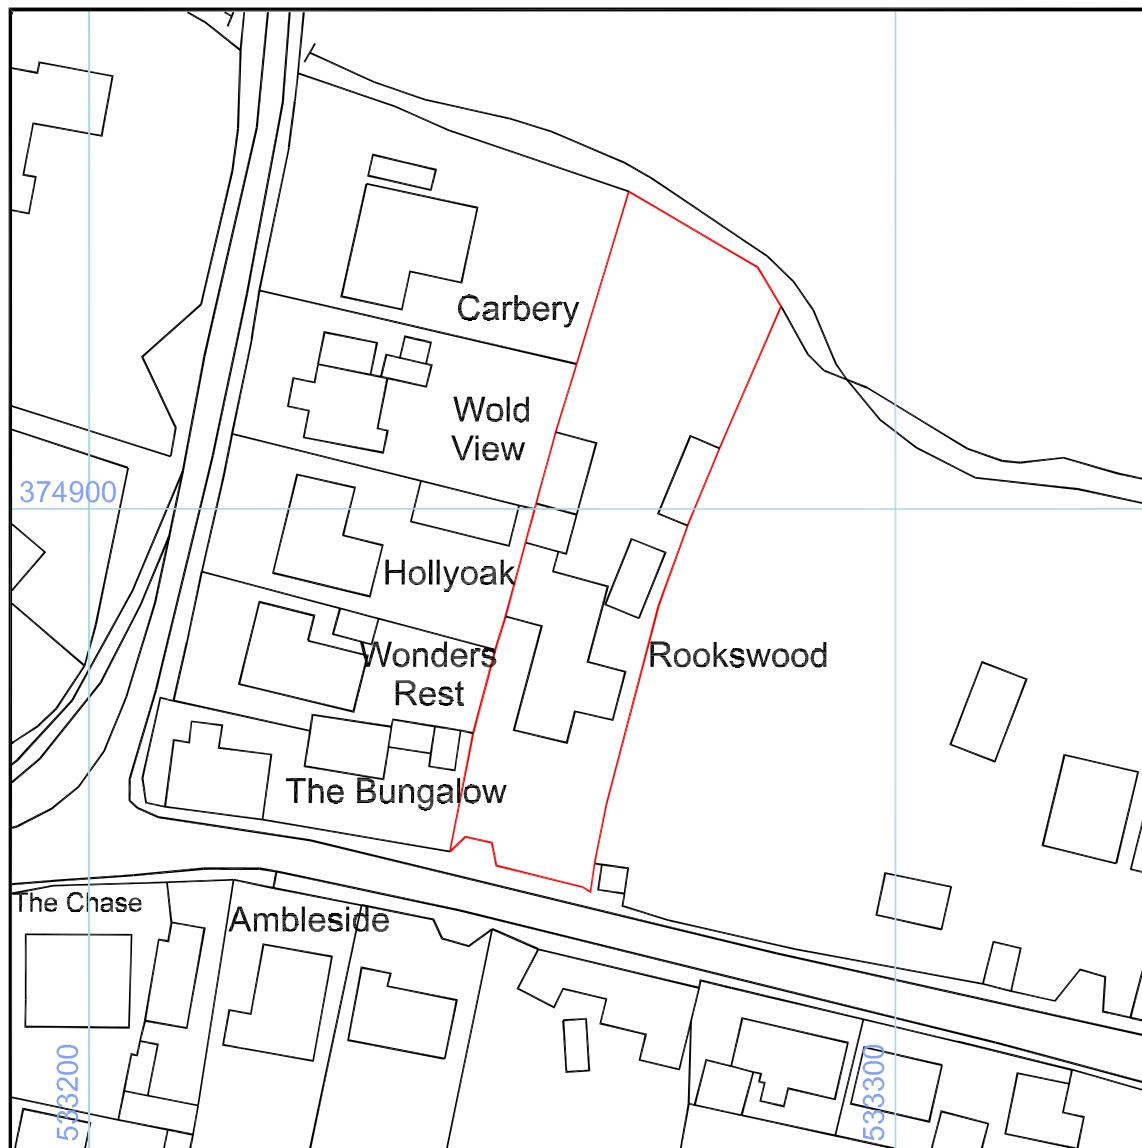 Carbery
Wold
View
374900
Hollyoak
Wonders
Rest
Rookswood
The Bungalow
The Chase
Ambleside
533200
533300